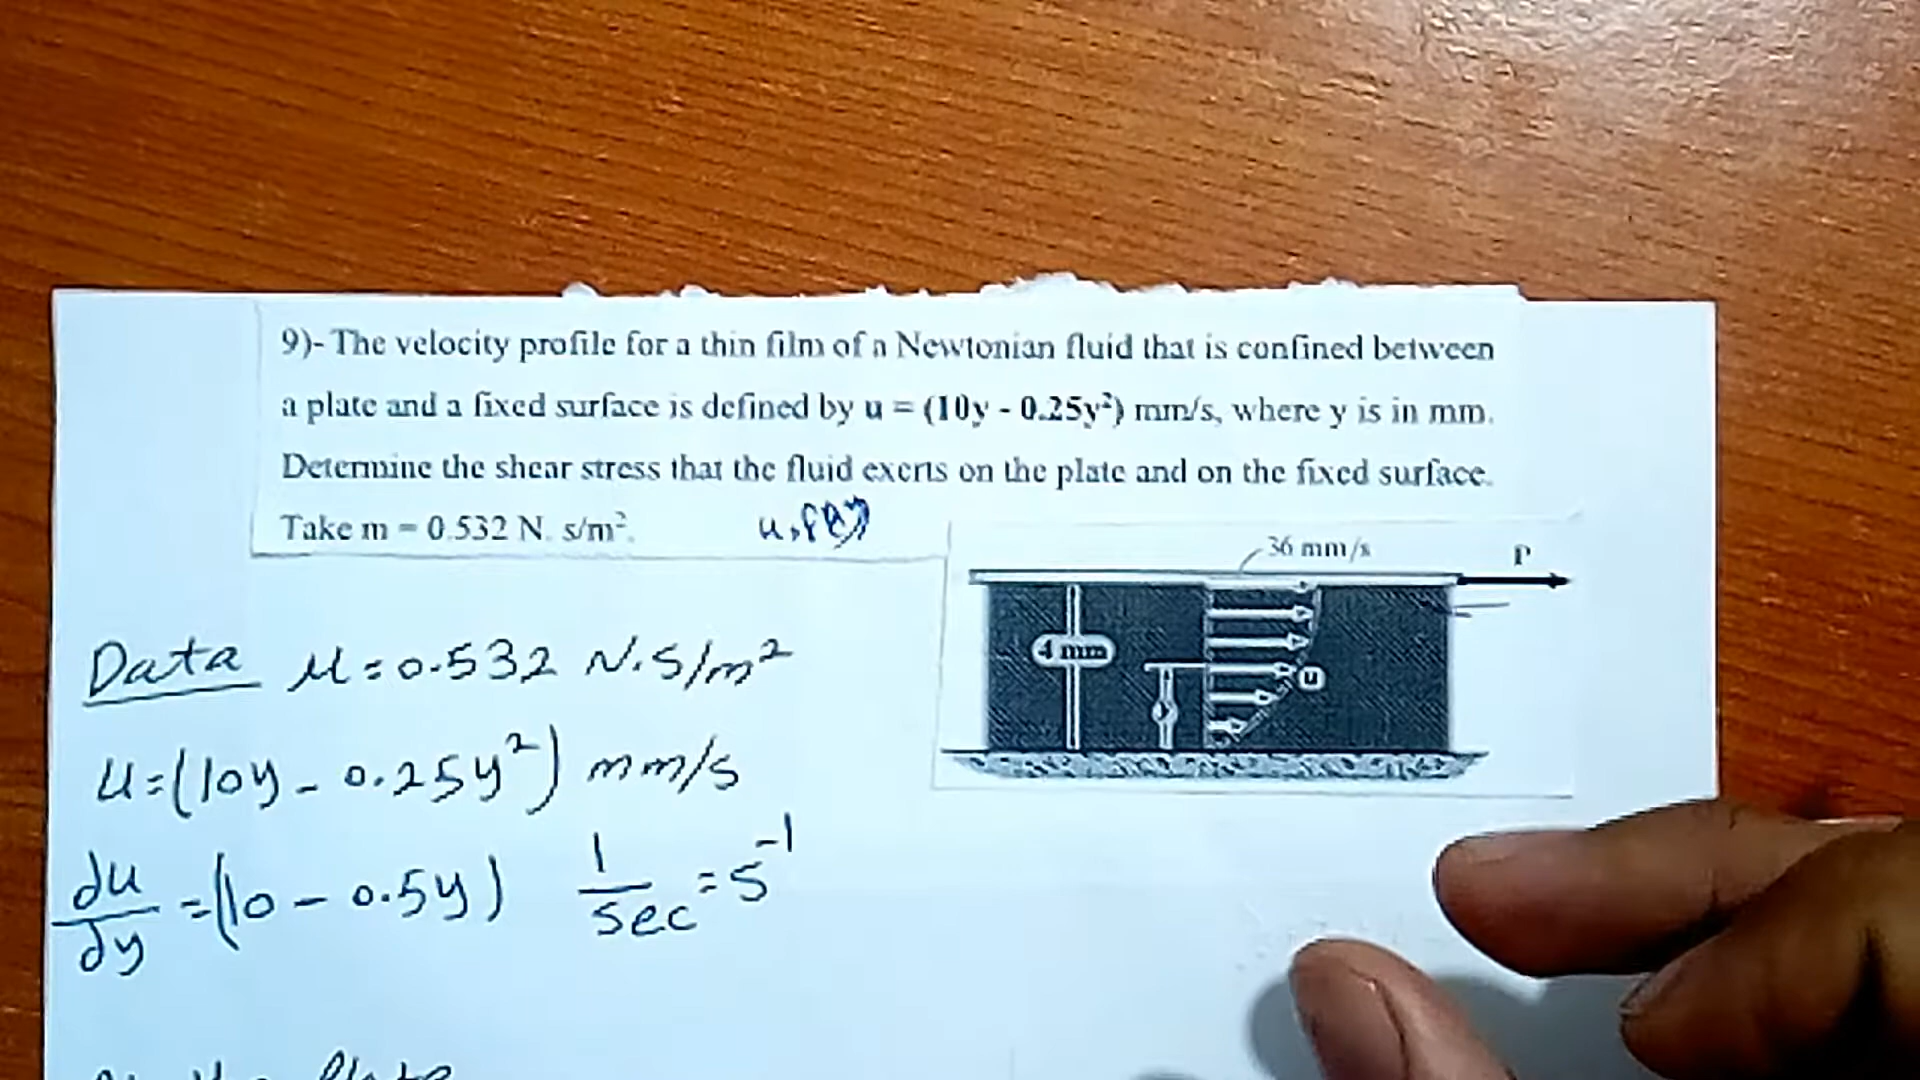 9)- The velocity profile for a thin film of a Newtonian fluid that is confined between
a plate and a fixed surface is defined by u = (10y - 0.25y²) mm/s, where y is in mm.
Determine the shear stress that the fluid exerts on the plate and on the fixed surface.
Take m = 0.532 N. s/m².
36 mm/s
P
4 mm
u
y
Data μ = 0.532 N.S/m²
u = (10y - 0.25y²) mm/s
du/dy = (10 - 0.5y) 1/sec = s⁻¹
Plate